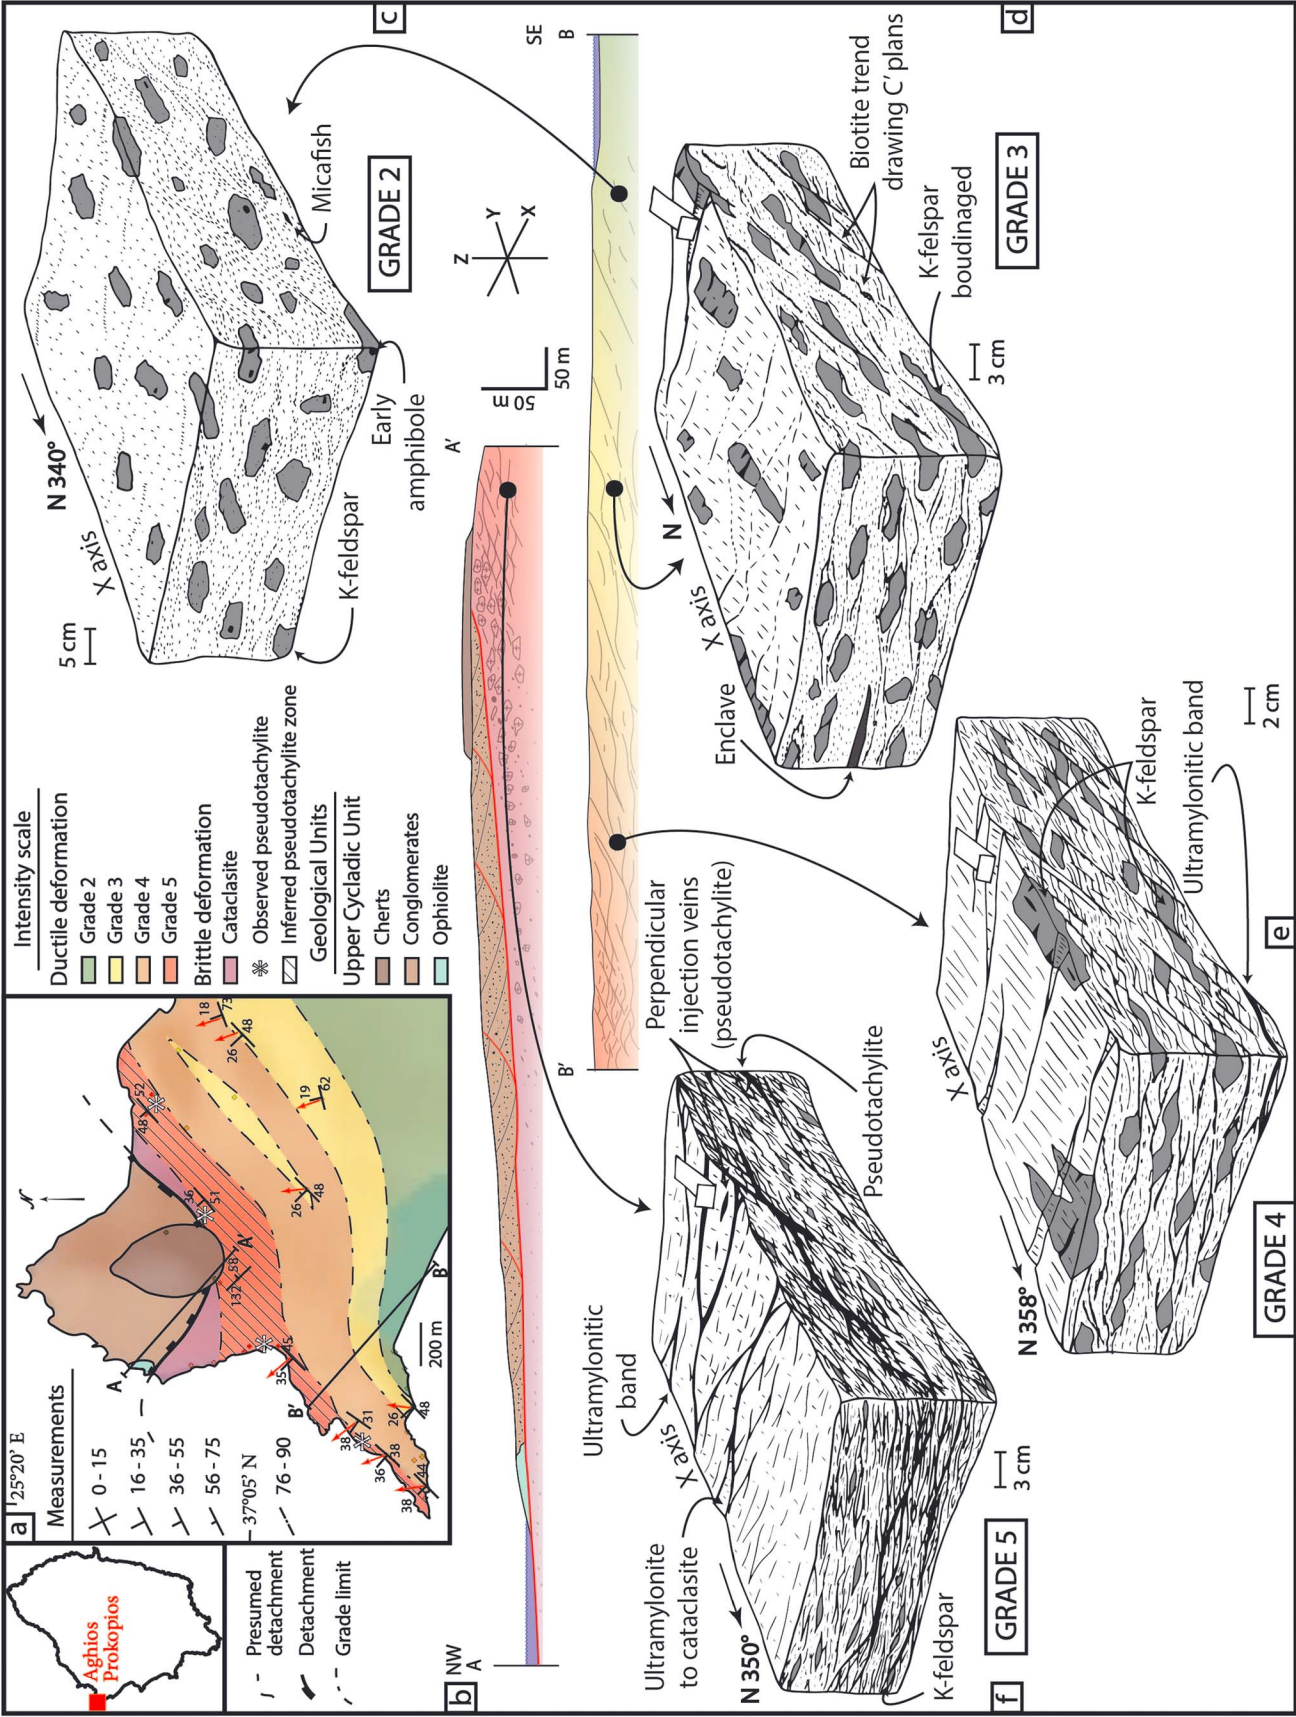 Aghios
Prokopios
Presumed
detachment
Detachment
Grade limit
a
25°20' E
Measurements
0 - 15
16 - 35
36 - 55
56 - 75
37°05' N
76 - 90
A
A'
B'
B
200 m
18
73
26
48
19
62
52
48
36
51
26
48
58
132
45
35
31
38
38
36
26
48
44
38
Intensity scale
Ductile deformation
Grade 2
Grade 3
Grade 4
Grade 5
Brittle deformation
Cataclasite
Observed pseudotachylite
Inferred pseudotachylite zone
Geological Units
Upper Cycladic Unit
Cherts
Conglomerates
Ophiolite
b
NW
A
A'
B'
SE
B
50 m
50 m
Z
Y
X
c
5 cm
X axis
N 340°
K-feldspar
Early
amphibole
Micafish
GRADE 2
d
Enclave
X axis
N
3 cm
K-felspar
boudinaged
Biotite trend
drawing C' plans
GRADE 3
e
N 358°
X axis
K-feldspar
Ultramylonitic band
2 cm
GRADE 4
f
Ultramylonite
to cataclasite
Ultramylonitic
band
Perpendicular
injection veins
(pseudotachylite)
Pseudotachylite
N 350°
X axis
K-feldspar
3 cm
GRADE 5